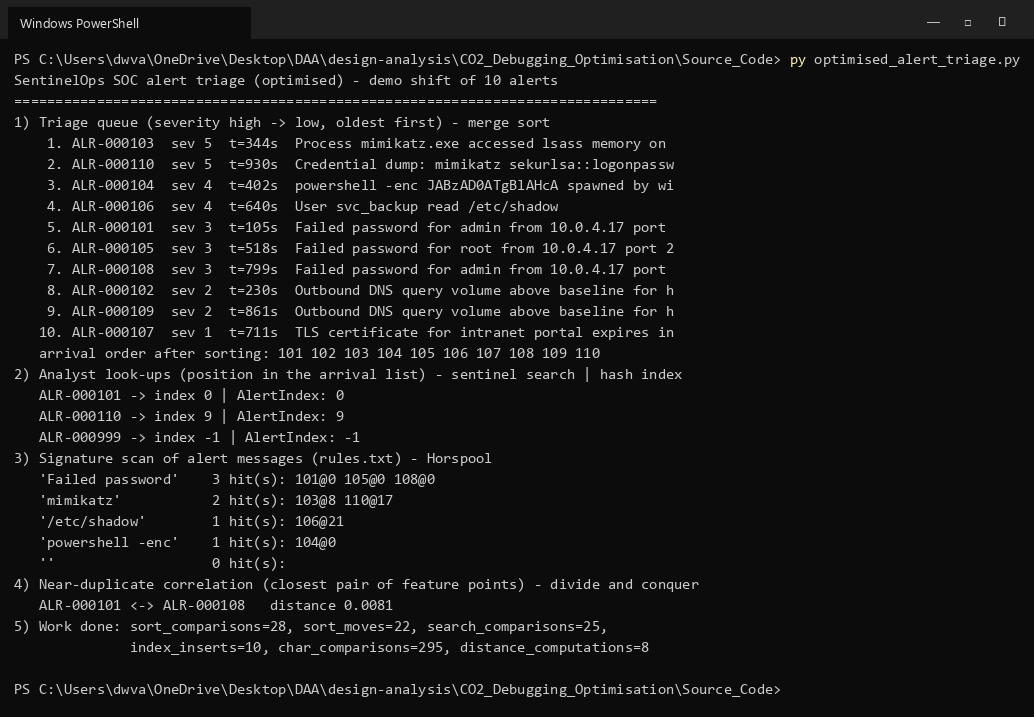 Windows PowerShell
PS C:\Users\dwva\OneDrive\Desktop\DAA\design-analysis\CO2_Debugging_Optimisation\Source_Code> py optimised_alert_triage.py
SentinelOps SOC alert triage (optimised) - demo shift of 10 alerts
==============================================================================
1) Triage queue (severity high -> low, oldest first) - merge sort
    1. ALR-000103  sev 5  t=344s  Process mimikatz.exe accessed lsass memory on
    2. ALR-000110  sev 5  t=930s  Credential dump: mimikatz sekurlsa::logonpassw
    3. ALR-000104  sev 4  t=402s  powershell -enc JABzAD0ATgBlAHcA spawned by wi
    4. ALR-000106  sev 4  t=640s  User svc_backup read /etc/shadow
    5. ALR-000101  sev 3  t=105s  Failed password for admin from 10.0.4.17 port
    6. ALR-000105  sev 3  t=518s  Failed password for root from 10.0.4.17 port 2
    7. ALR-000108  sev 3  t=799s  Failed password for admin from 10.0.4.17 port
    8. ALR-000102  sev 2  t=230s  Outbound DNS query volume above baseline for h
    9. ALR-000109  sev 2  t=861s  Outbound DNS query volume above baseline for h
   10. ALR-000107  sev 1  t=711s  TLS certificate for intranet portal expires in
   arrival order after sorting: 101 102 103 104 105 106 107 108 109 110
2) Analyst look-ups (position in the arrival list) - sentinel search | hash index
   ALR-000101 -> index 0 | AlertIndex: 0
   ALR-000110 -> index 9 | AlertIndex: 9
   ALR-000999 -> index -1 | AlertIndex: -1
3) Signature scan of alert messages (rules.txt) - Horspool
   'Failed password'    3 hit(s): 101@0 105@0 108@0
   'mimikatz'           2 hit(s): 103@8 110@17
   '/etc/shadow'        1 hit(s): 106@21
   'powershell -enc'    1 hit(s): 104@0
   ''                   0 hit(s):
4) Near-duplicate correlation (closest pair of feature points) - divide and conquer
   ALR-000101 <-> ALR-000108   distance 0.0081
5) Work done: sort_comparisons=28, sort_moves=22, search_comparisons=25,
              index_inserts=10, char_comparisons=295, distance_computations=8
PS C:\Users\dwva\OneDrive\Desktop\DAA\design-analysis\CO2_Debugging_Optimisation\Source_Code>